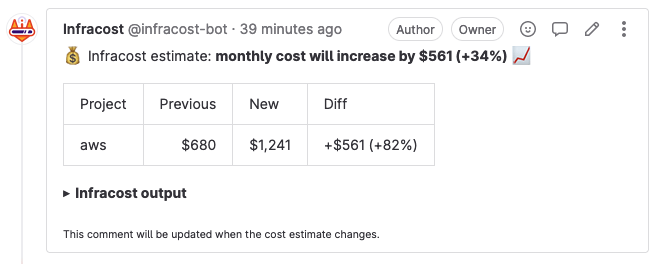 Infracost @infracost-bot · 39 minutes ago Author Owner
💰 Infracost estimate: monthly cost will increase by $561 (+34%) 📈
Project Previous New Diff
aws $680 $1,241 +$561 (+82%)
▸ Infracost output
This comment will be updated when the cost estimate changes.